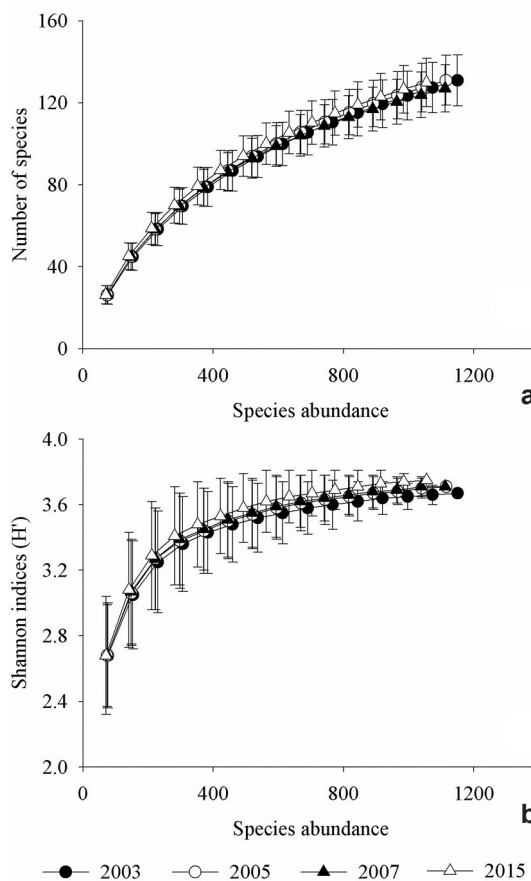 160
120
80
40
0
Number of species
0 400 800 1200
Species abundance
a
4.0
3.6
3.2
2.8
2.4
2.0
Shannon indices (H')
0 400 800 1200
Species abundance
b
2003 2005 2007 2015